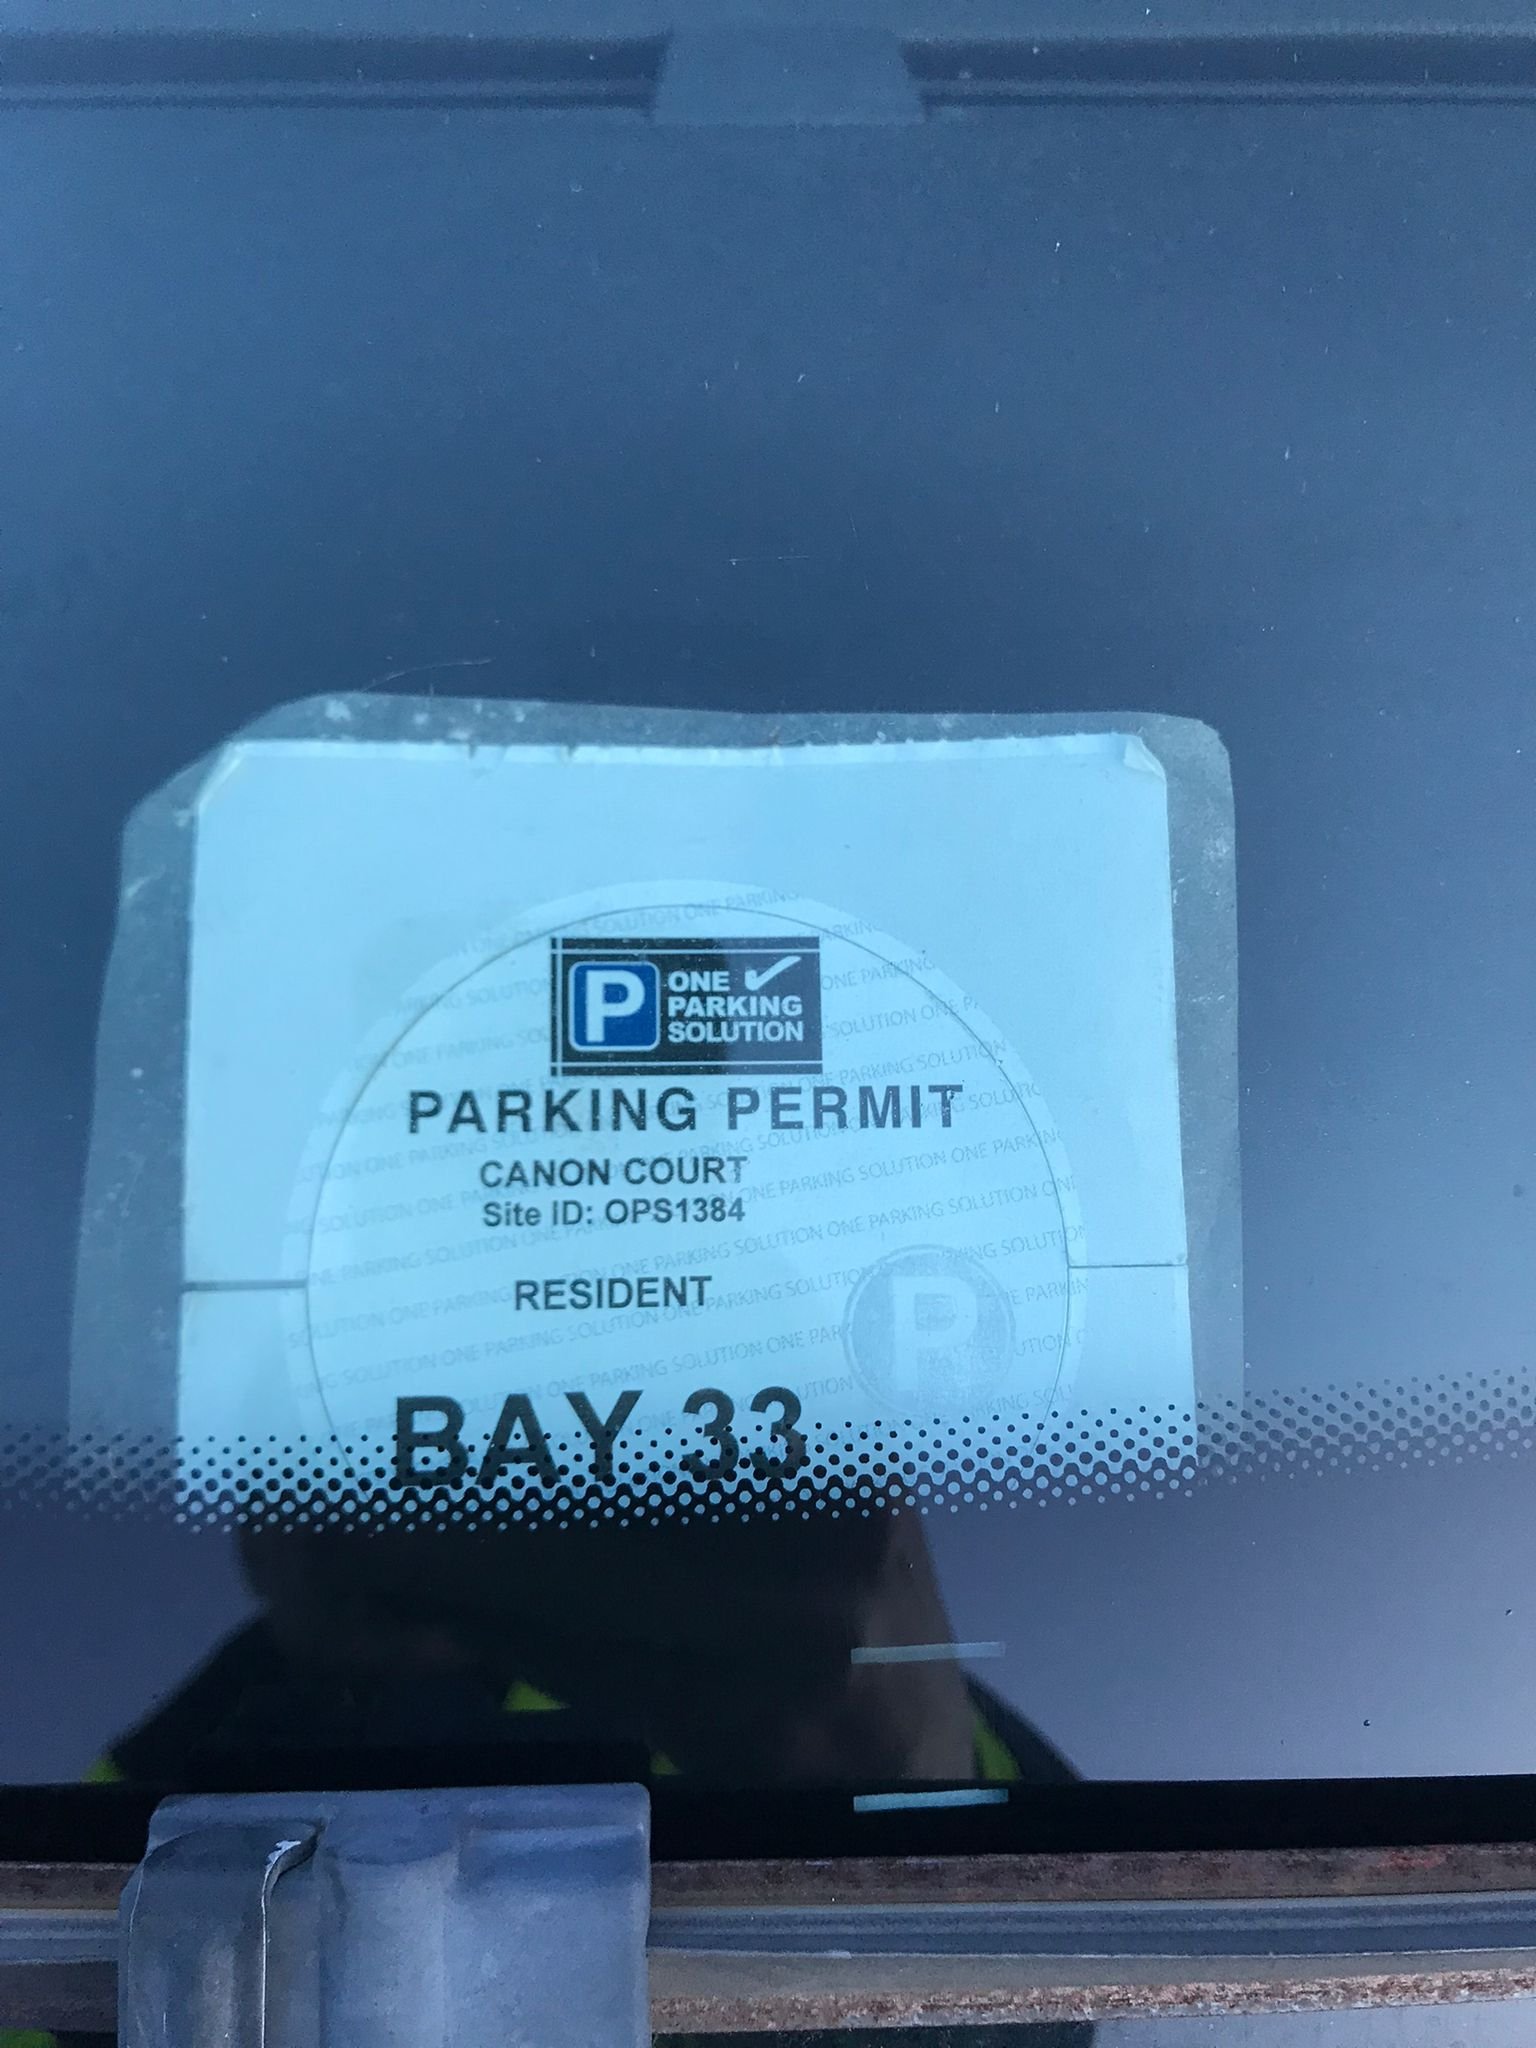 P ONE
PARKING
SOLUTION
PARKING PERMIT
CANON COURT
Site ID: OPS1384
RESIDENT
P
BAY 33